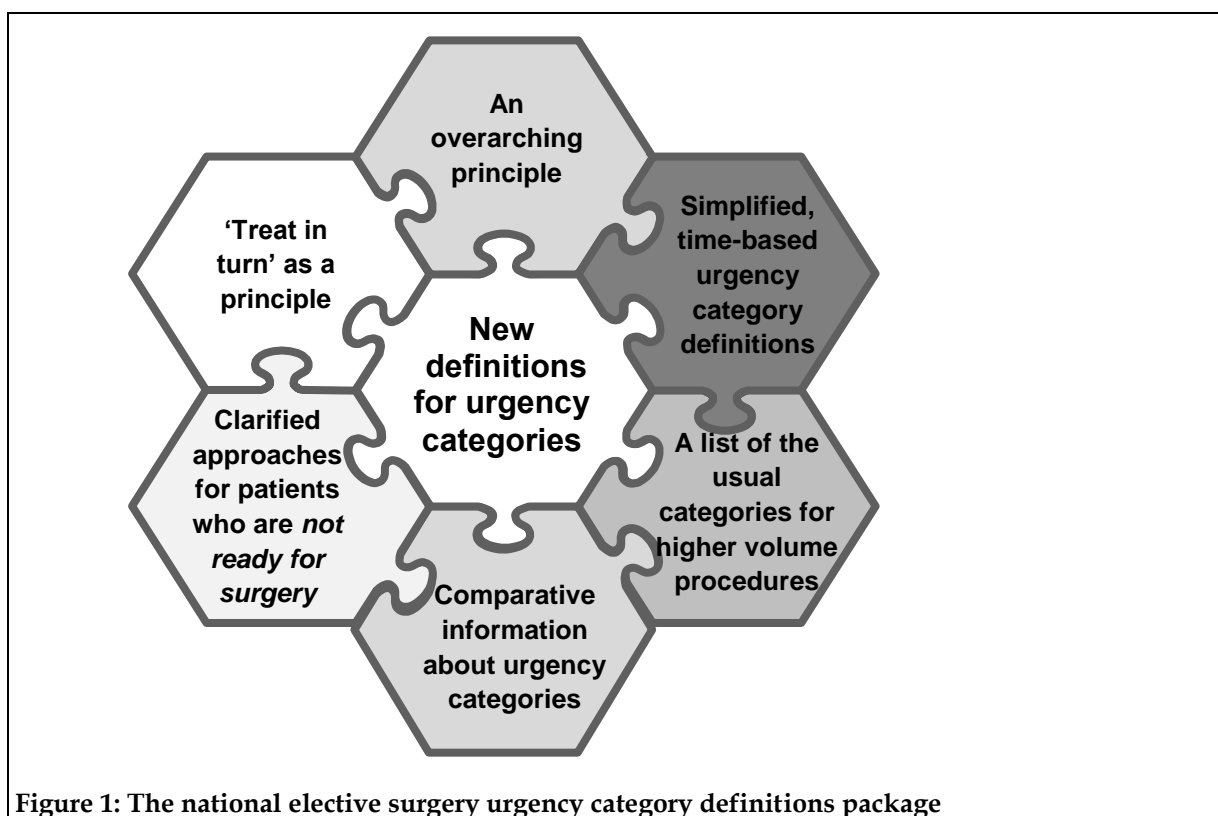 An
overarching
principle
Simplified,
time-based
urgency
category
definitions
‘Treat in
turn’ as a
principle
New
definitions
for urgency
categories
Clarified
approaches
for patients
who are not
ready for
surgery
A list of the
usual
categories for
higher volume
procedures
Comparative
information
about urgency
categories
Figure 1: The national elective surgery urgency category definitions package